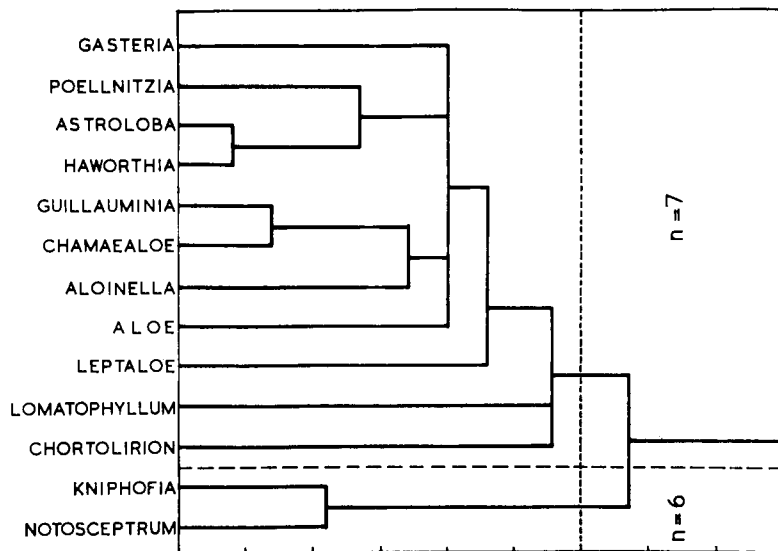 GASTERIA
POELLNITZIA
ASTROLOBA
HAWORTHIA
GUILLAUMINIA
CHAMAEALOE
ALOINELLA
ALOE
LEPTALOE
LOMATOPHYLLUM
CHORTOLIRION
KNIPHOFIA
NOTOSCEPTRUM
n=7
n=6